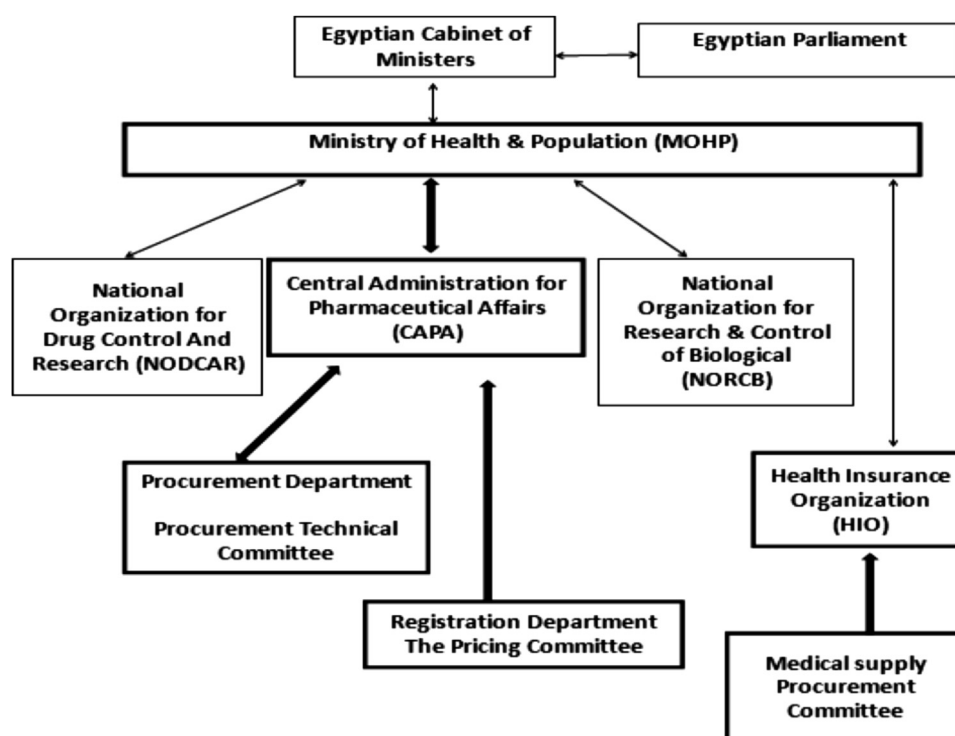 Egyptian Cabinet of
Ministers
Egyptian Parliament
Ministry of Health & Population (MOHP)
National
Organization for
Drug Control And
Research (NODCAR)
Central Administration for
Pharmaceutical Affairs
(CAPA)
National
Organization for
Research & Control
of Biological
(NORCB)
Procurement Department
Procurement Technical
Committee
Health Insurance
Organization
(HIO)
Registration Department
The Pricing Committee
Medical supply
Procurement
Committee